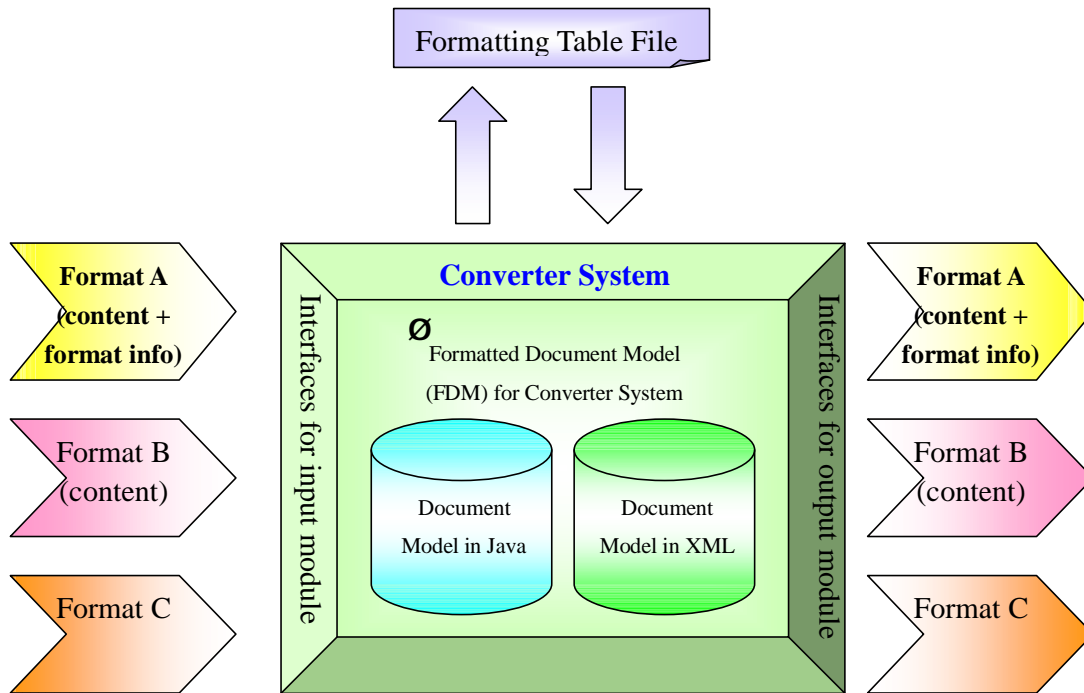 Formatting Table File
Format A
(content +
format info)
Format B
(content)
Format C
Interfaces for input module
Converter System
Ø
Formatted Document Model
(FDM) for Converter System
Document
Model in Java
Document
Model in XML
Interfaces for output module
Format A
(content +
format info)
Format B
(content)
Format C